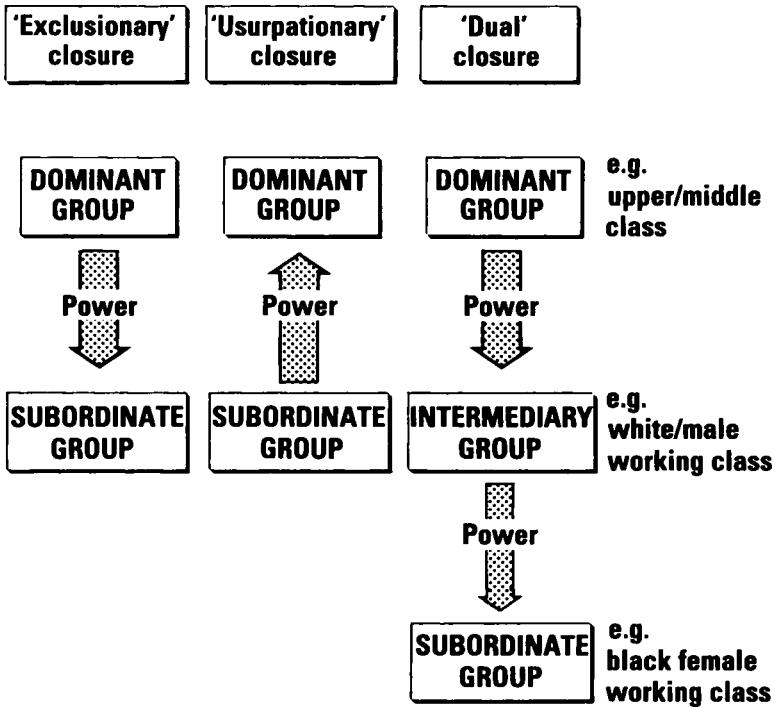 'Exclusionary'
closure
'Usurpationary'
closure
'Dual'
closure
DOMINANT
GROUP
DOMINANT
GROUP
DOMINANT
GROUP
e.g.
upper/middle
class
Power
Power
Power
SUBORDINATE
GROUP
SUBORDINATE
GROUP
INTERMEDIARY
GROUP
e.g.
white/male
working class
Power
SUBORDINATE
GROUP
e.g.
black female
working class